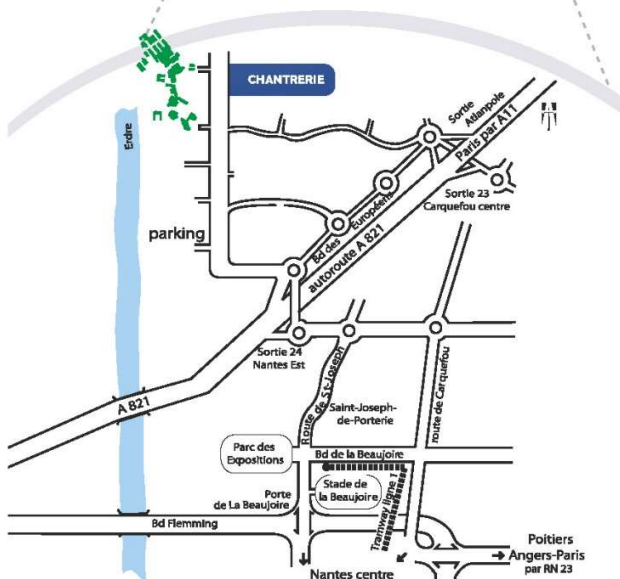 CHANTRERIE
Erdre
Sortie
Atlanpole
Paris par A11
Sortie 23
Carquefou centre
Bd des Européens
parking
autoroute A 821
Sortie 24
Nantes Est
A 821
Route de St-Joseph
Saint-Joseph-
de-Porterie
route de Carquefou
Parc des
Expositions
Bd de la Beaujoire
Porte
de La Beaujoire
Stade de
la Beaujoire
Tramway ligne 1
Bd Flemming
Nantes centre
Poitiers
Angers-Paris
par RN 23